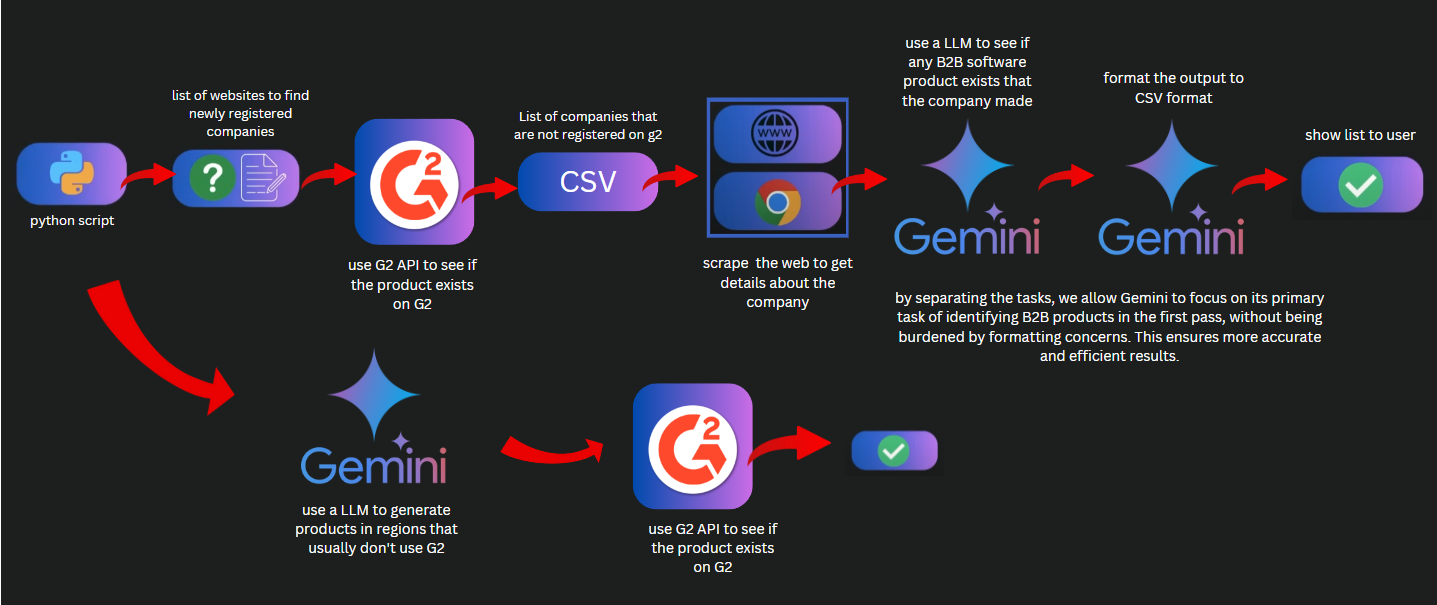 use a LLM to see if
any B2B software
product exists that
the company made
format the output to
CSV format
list of websites to find
newly registered
companies
List of companies that
are not registered on g2
show list to user
?
G2
CSV
WWW
python script
Gemini
Gemini
use G2 API to see if
the product exists
on G2
scrape the web to get
details about the
company
by separating the tasks, we allow Gemini to focus on its primary
task of identifying B2B products in the first pass, without being
burdened by formatting concerns. This ensures more accurate
and efficient results.
Gemini
G2
use a LLM to generate
products in regions that
usually don't use G2
use G2 API to see if
the product exists
on G2